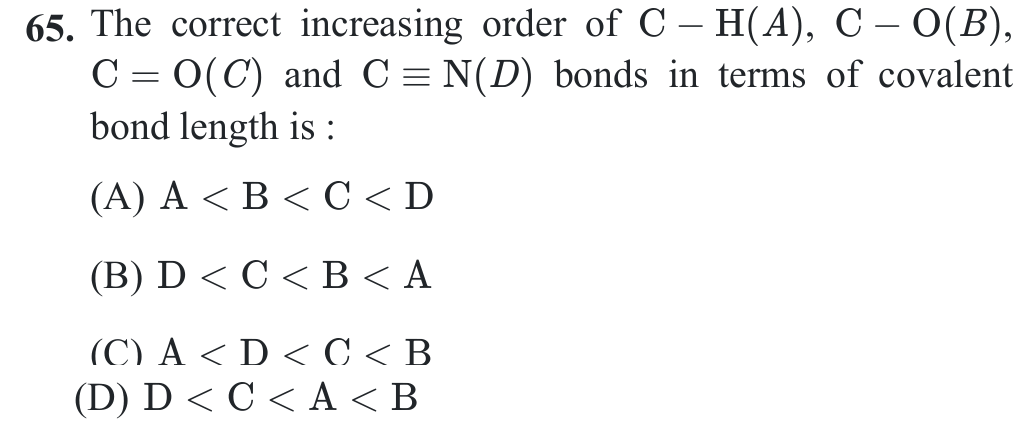 65. The correct increasing order of C − H(A), C − O(B),
C = O(C) and C ≡ N(D) bonds in terms of covalent
bond length is :
(A) A < B < C < D
(B) D < C < B < A
(C) A < D < C < B
(D) D < C < A < B